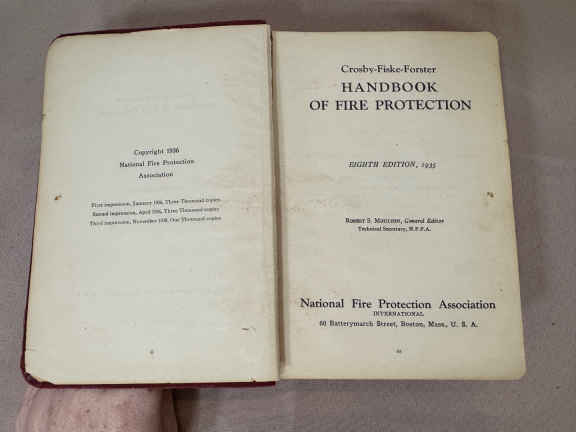 Copyright 1936
National Fire Protection
Association
First impression, January 1936, Three Thousand copies
Second impression, April 1936, Three Thousand copies
Third impression, November 1938, One Thousand copies
Crosby-Fiske-Forster
HANDBOOK
OF FIRE PROTECTION
EIGHTH EDITION, 1935
ROBERT S. MOULTON, General Editor
Technical Secretary, N.F.P.A.
National Fire Protection Association
INTERNATIONAL
60 Batterymarch Street, Boston, Mass., U. S. A.